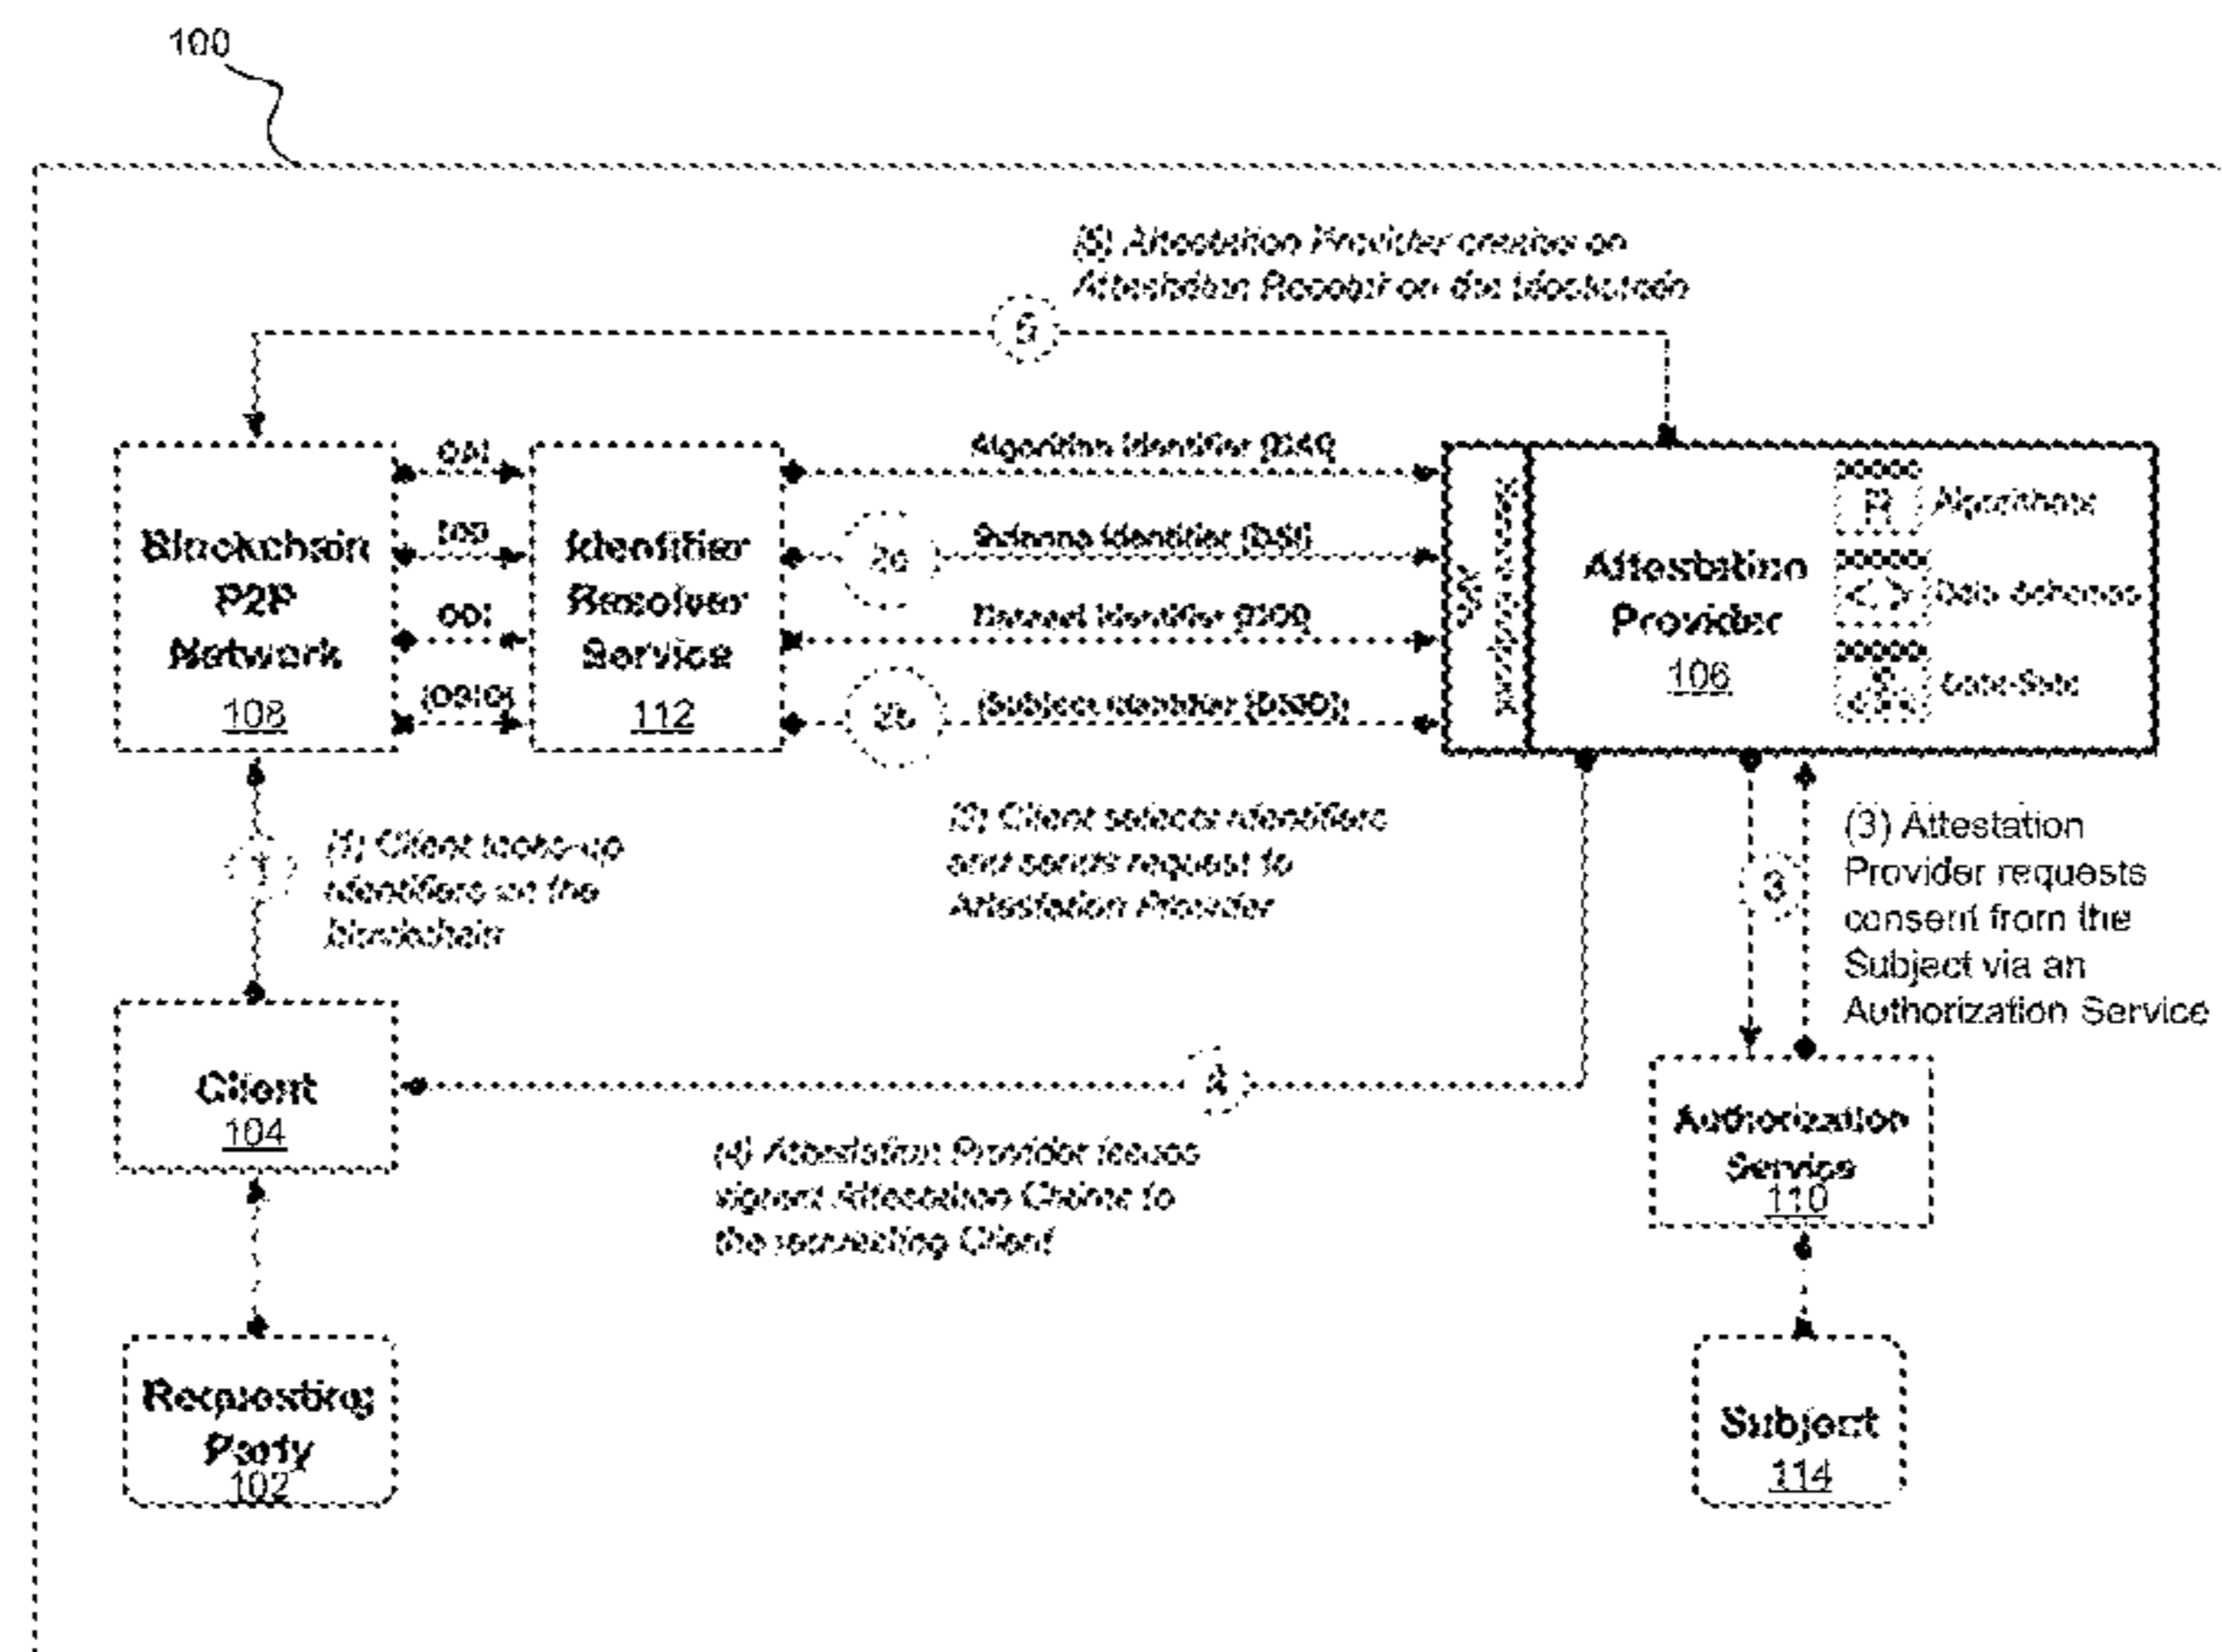 100
(5) Attestation Provider creates an
Attestation Receipt on the blockchain
5
Blockchain
P2P
Network
108
Identifier
Resolver
Service
112
Algorithm Identifier (DAI)
2a
Schema Identifier (DSI)
Dataset Identifier (DDI)
2b
(Subject Identifier (DSID))
Attestation
Provider
106
R
Algorithms
< >
Data Schemas
Data-Sets
1
(1) Client looks-up
identifiers on the
blockchain
(2) Client selects identifiers
and sends request to
Attestation Provider
3
(3) Attestation
Provider requests
consent from the
Subject via an
Authorization Service
Client
104
4
(4) Attestation Provider issues
signed Attestation Claims to
the requesting Client
Authorization
Service
110
Requesting
Party
102
Subject
114